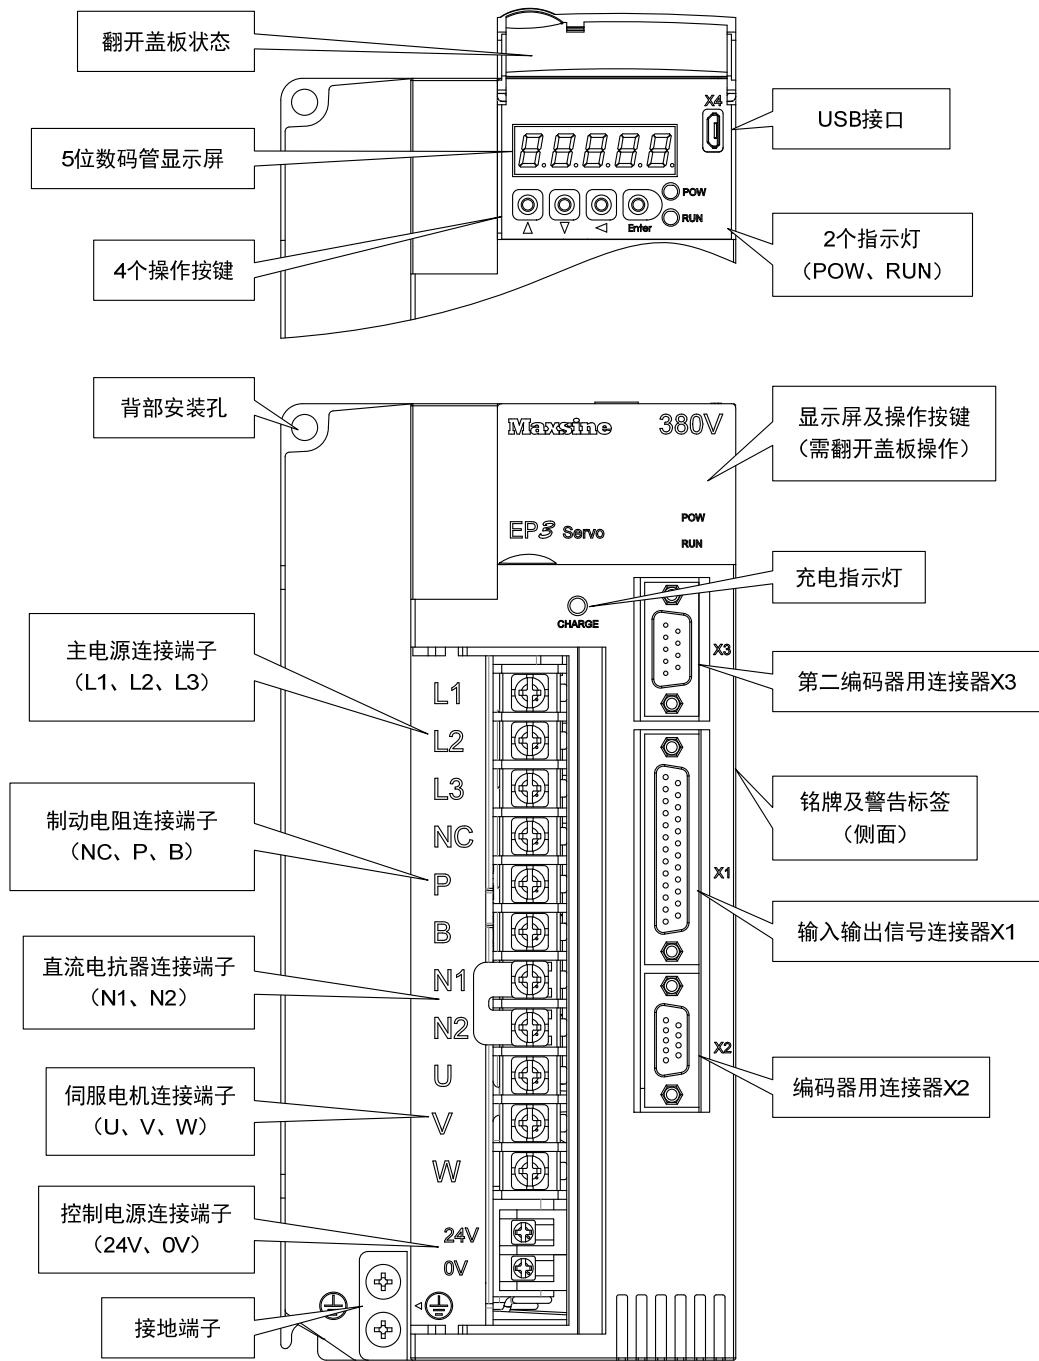 翻开盖板状态
X4
USB接口
5位数码管显示屏
8.8.8.8.8.
POW
RUN
Enter
4个操作按键
2个指示灯
(POW、RUN)
背部安装孔
Maxsine 380V
显示屏及操作按键
(需翻开盖板操作)
EP3 Servo
POW
RUN
充电指示灯
CHARGE
主电源连接端子
(L1、L2、L3)
X3
第二编码器用连接器X3
L1
L2
L3
NC
P
B
N1
N2
U
V
W
24V
0V
制动电阻连接端子
(NC、P、B)
铭牌及警告标签
(侧面)
X1
输入输出信号连接器X1
直流电抗器连接端子
(N1、N2)
X2
编码器用连接器X2
伺服电机连接端子
(U、V、W)
控制电源连接端子
(24V、0V)
接地端子